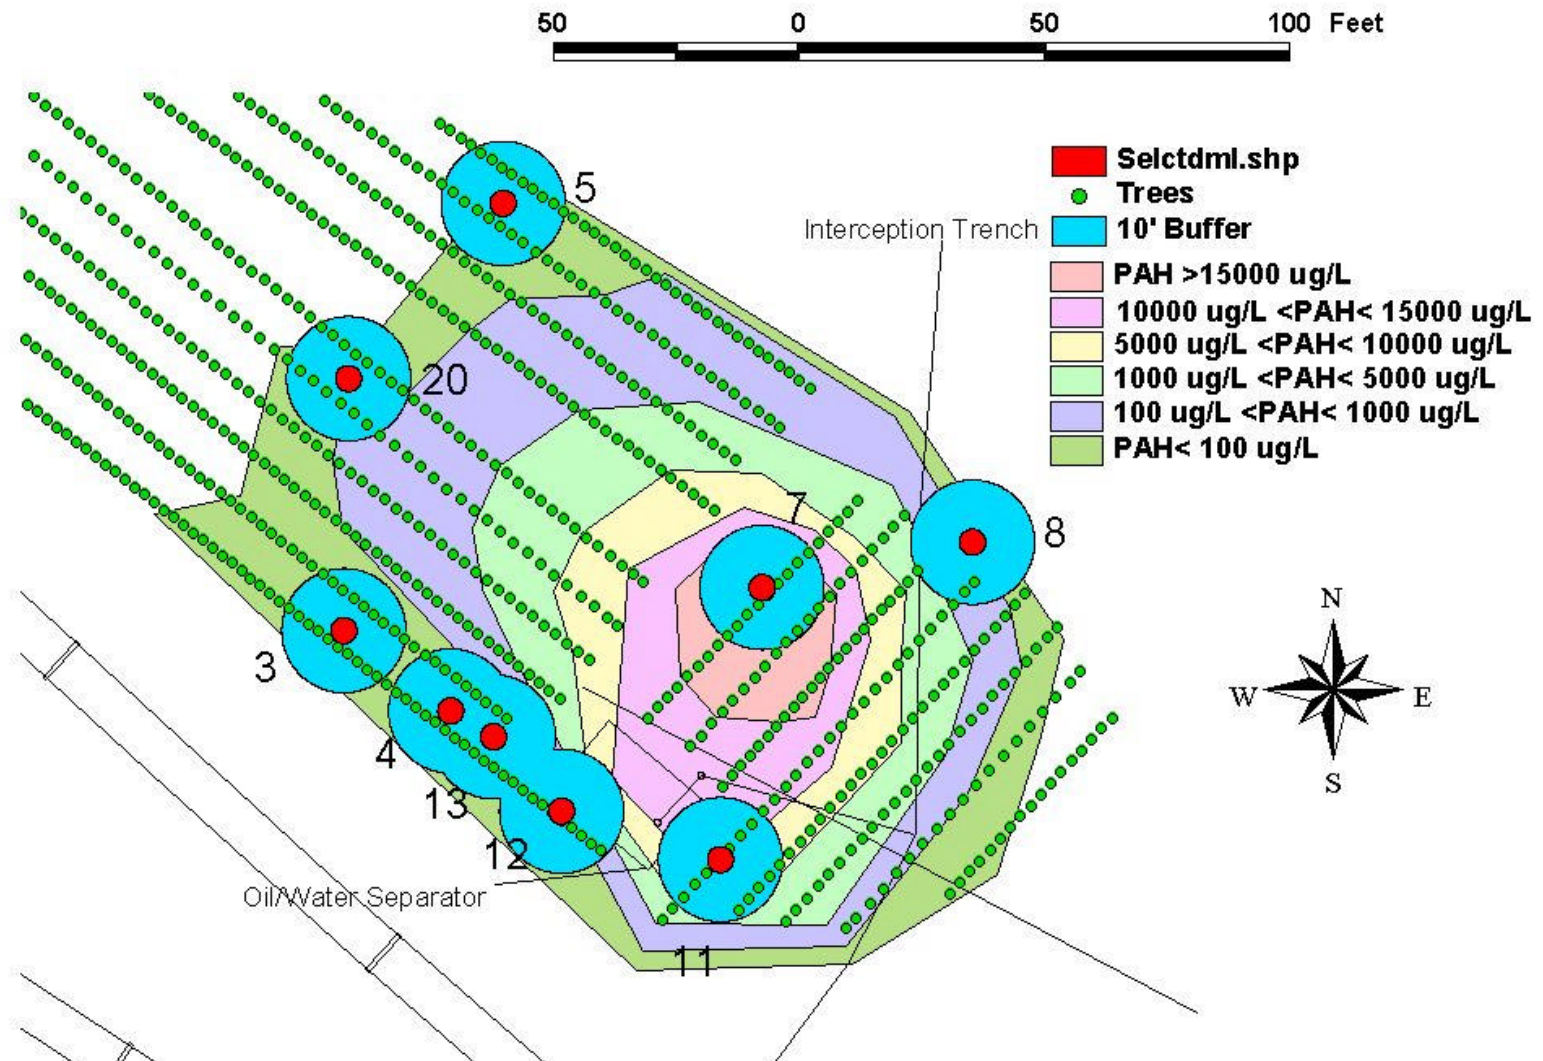 50 0 50 100 Feet
Selctdml.shp
Trees
10' Buffer
PAH >15000 ug/L
10000 ug/L <PAH< 15000 ug/L
5000 ug/L <PAH< 10000 ug/L
1000 ug/L <PAH< 5000 ug/L
100 ug/L <PAH< 1000 ug/L
PAH< 100 ug/L
5
Interception Trench
20
7
8
3
4
13
12
Oil/Water Separator
11
N
W E
S